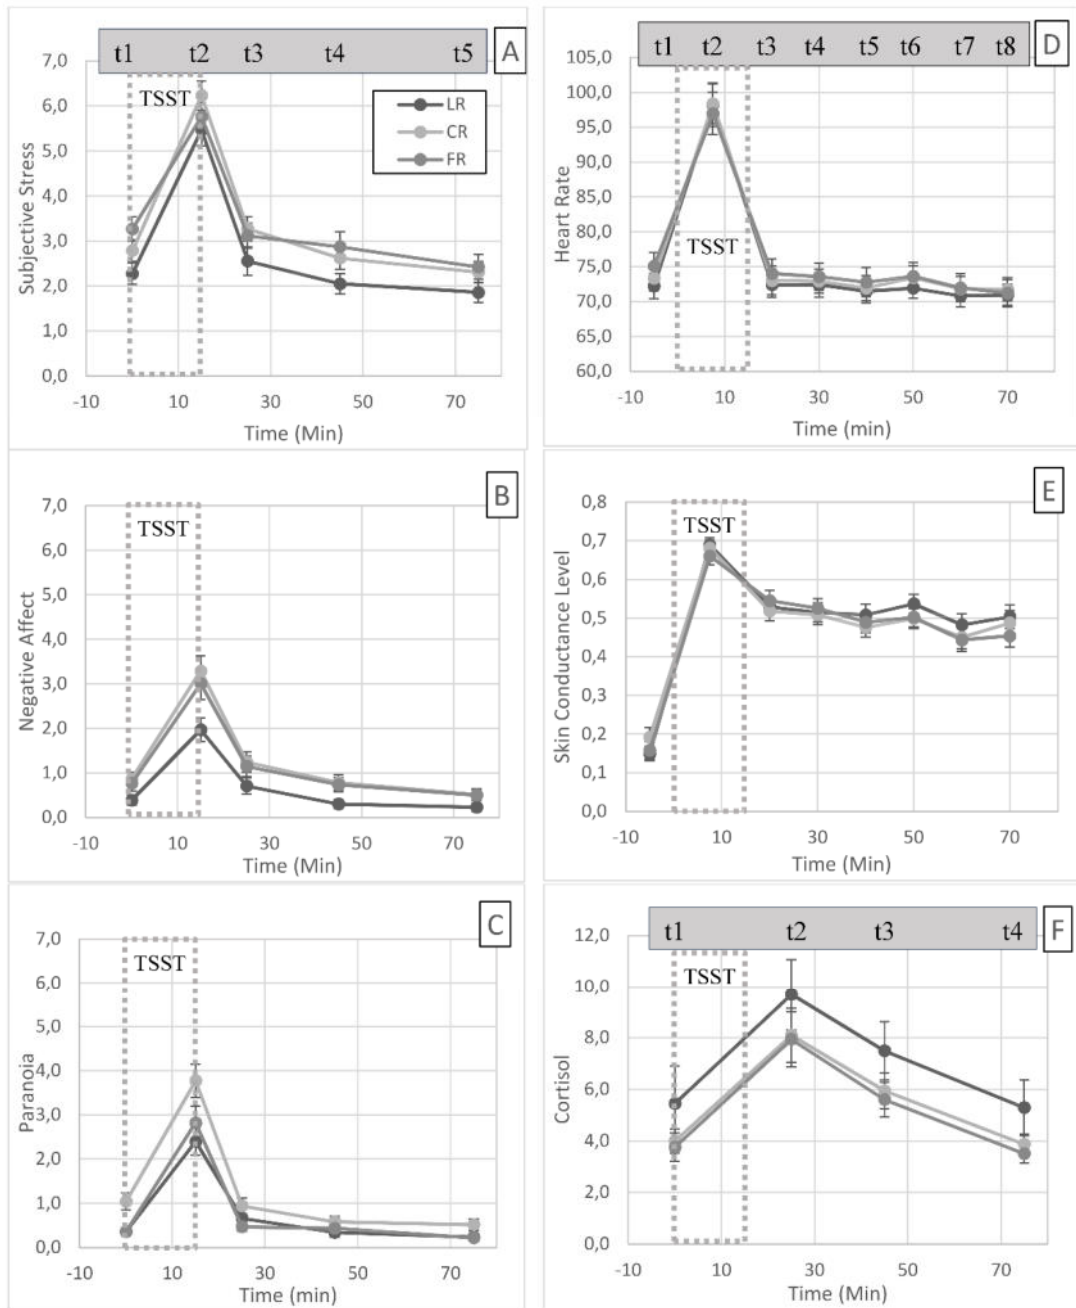 t1 t2 t3 t4 t5
A
7,0
6,0
5,0
4,0
3,0
2,0
1,0
0,0
Subjective Stress
TSST
LR
CR
FR
-10 10 30 50 70
Time (Min)
t1 t2 t3 t4 t5 t6 t7 t8
D
105,0
100,0
95,0
90,0
85,0
80,0
75,0
70,0
65,0
60,0
Heart Rate
TSST
-10 10 30 50 70
Time (min)
B
7,0
6,0
5,0
4,0
3,0
2,0
1,0
0,0
Negative Affect
TSST
-10 10 30 50 70
Time (Min)
E
0,8
0,7
0,6
0,5
0,4
0,3
0,2
0,1
0,0
Skin Conductance Level
TSST
-10 10 30 50 70
Time (Min)
C
7,0
6,0
5,0
4,0
3,0
2,0
1,0
0,0
Paranoia
TSST
-10 10 30 50 70
Time (Min)
t1 t2 t3 t4
F
12,0
10,0
8,0
6,0
4,0
2,0
0,0
Cortisol
TSST
-10 10 30 50 70
Time (Min)